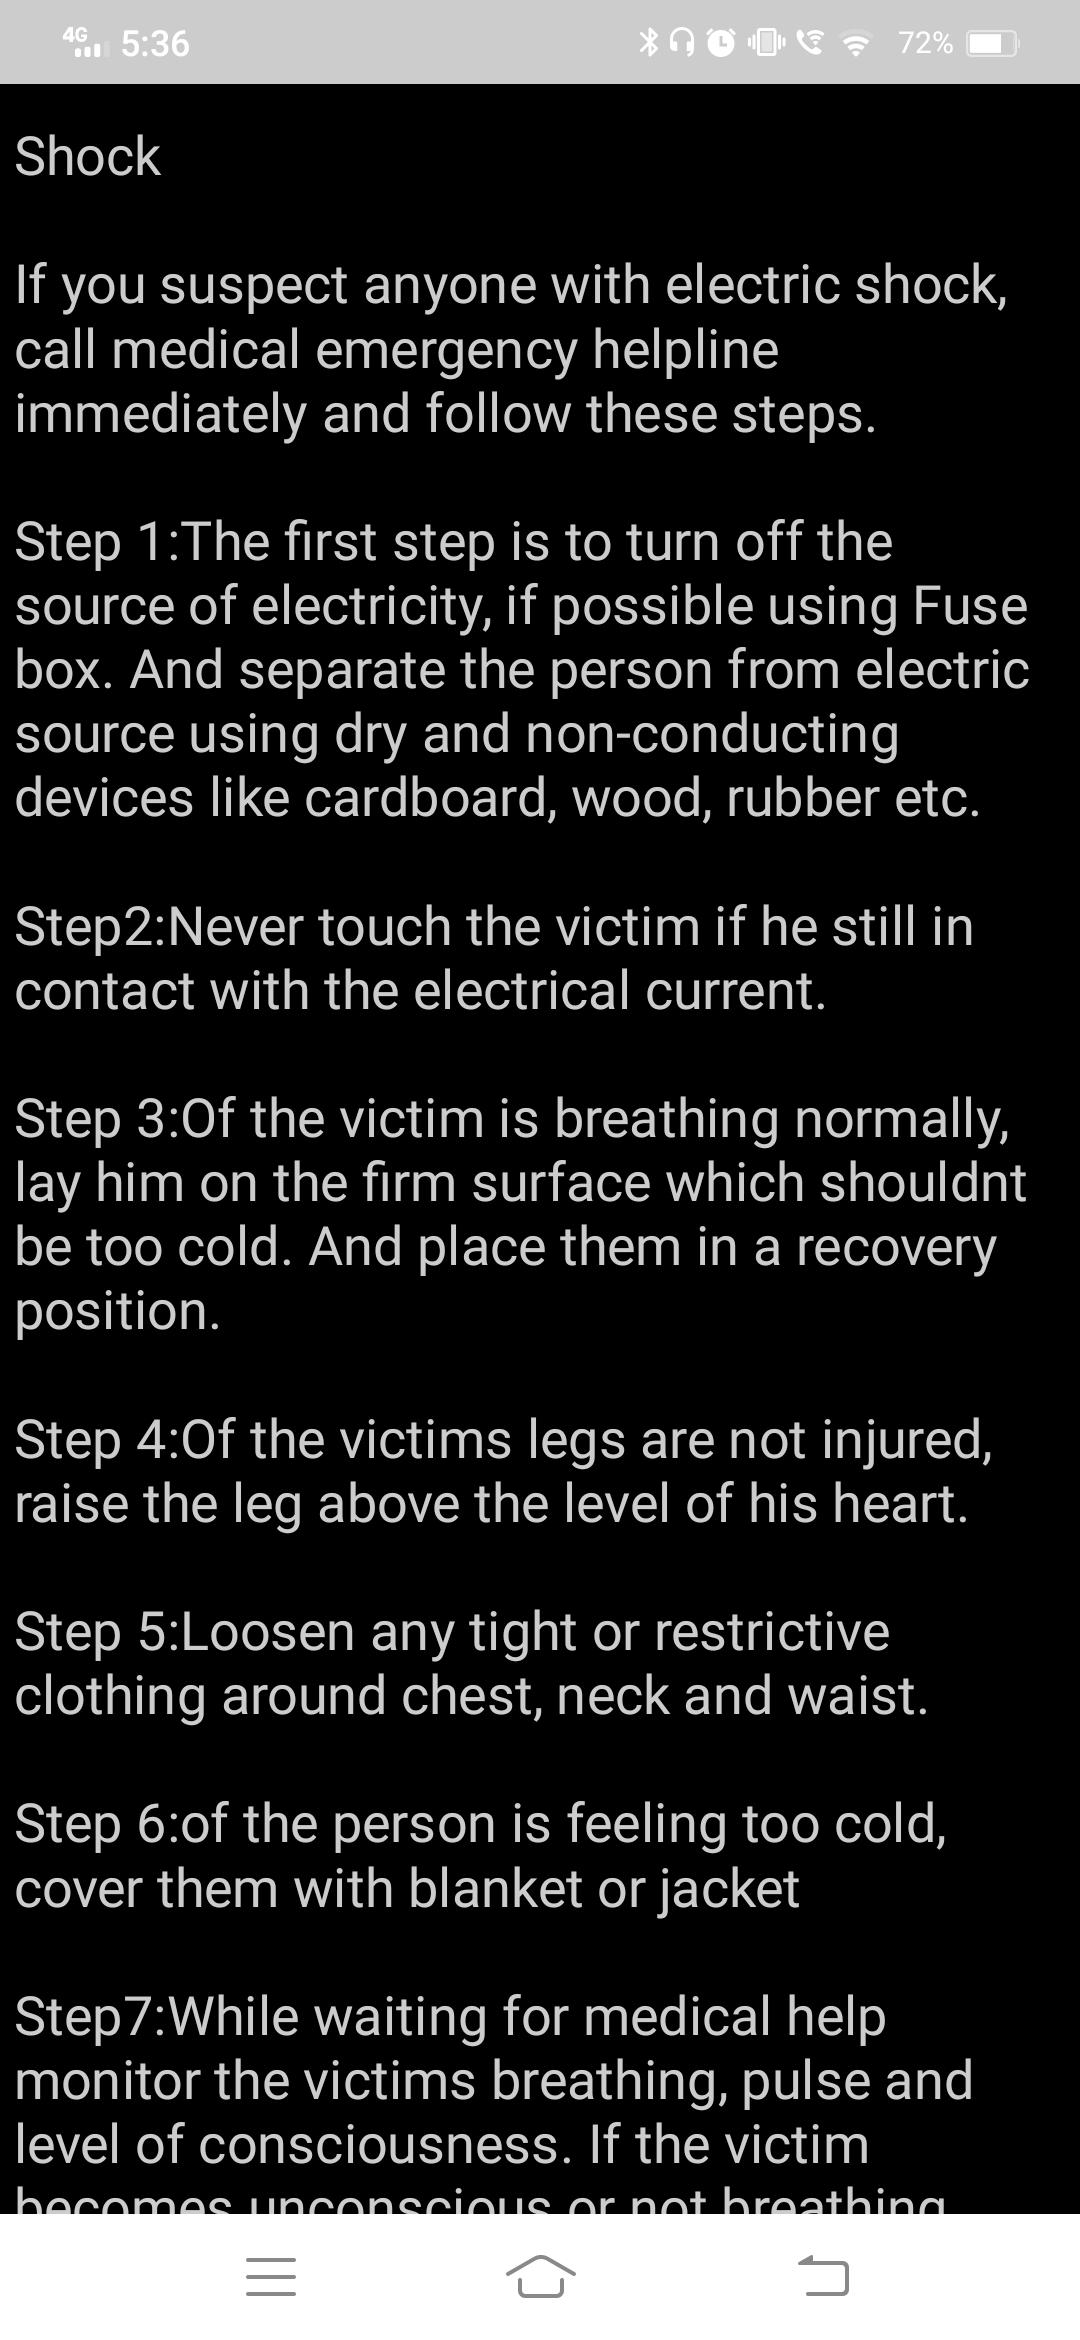 4G 5:36 72%
Shock
If you suspect anyone with electric shock,
call medical emergency helpline
immediately and follow these steps.
Step 1:The first step is to turn off the
source of electricity, if possible using Fuse
box. And separate the person from electric
source using dry and non-conducting
devices like cardboard, wood, rubber etc.
Step2:Never touch the victim if he still in
contact with the electrical current.
Step 3:Of the victim is breathing normally,
lay him on the firm surface which shouldnt
be too cold. And place them in a recovery
position.
Step 4:Of the victims legs are not injured,
raise the leg above the level of his heart.
Step 5:Loosen any tight or restrictive
clothing around chest, neck and waist.
Step 6:of the person is feeling too cold,
cover them with blanket or jacket
Step7:While waiting for medical help
monitor the victims breathing, pulse and
level of consciousness. If the victim
becomes unconscious or not breathing